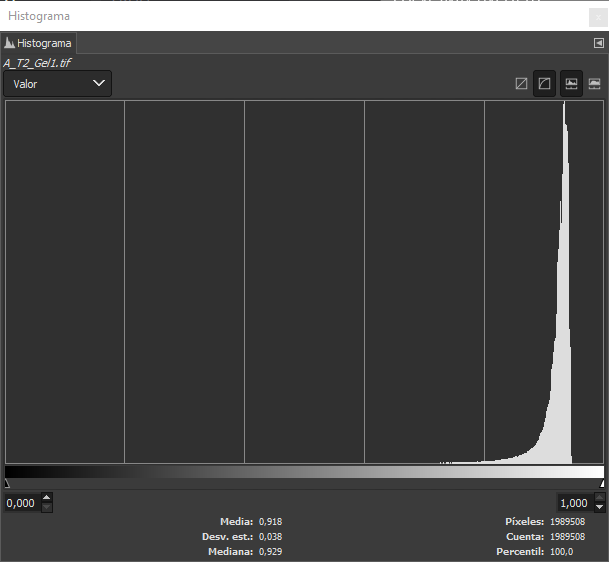 Histograma
x
Histograma
A_T2_Gel1.tif
Valor
0,000
1,000
Media: 0,918
Píxeles: 1989508
Desv. est.: 0,038
Cuenta: 1989508
Mediana: 0,929
Percentil: 100,0